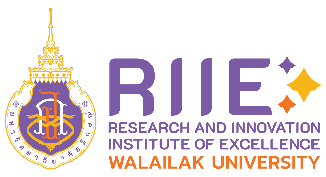 RIIE
RESEARCH AND INNOVATION
INSTITUTE OF EXCELLENCE
WALAILAK UNIVERSITY